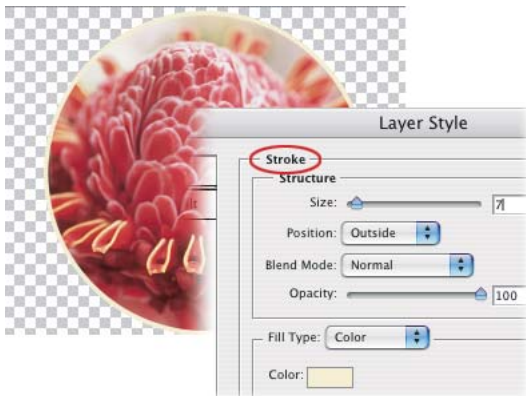 Layer Style
Stroke
Structure
Size: 7
Position: Outside
Blend Mode: Normal
Opacity: 100
Fill Type: Color
Color: